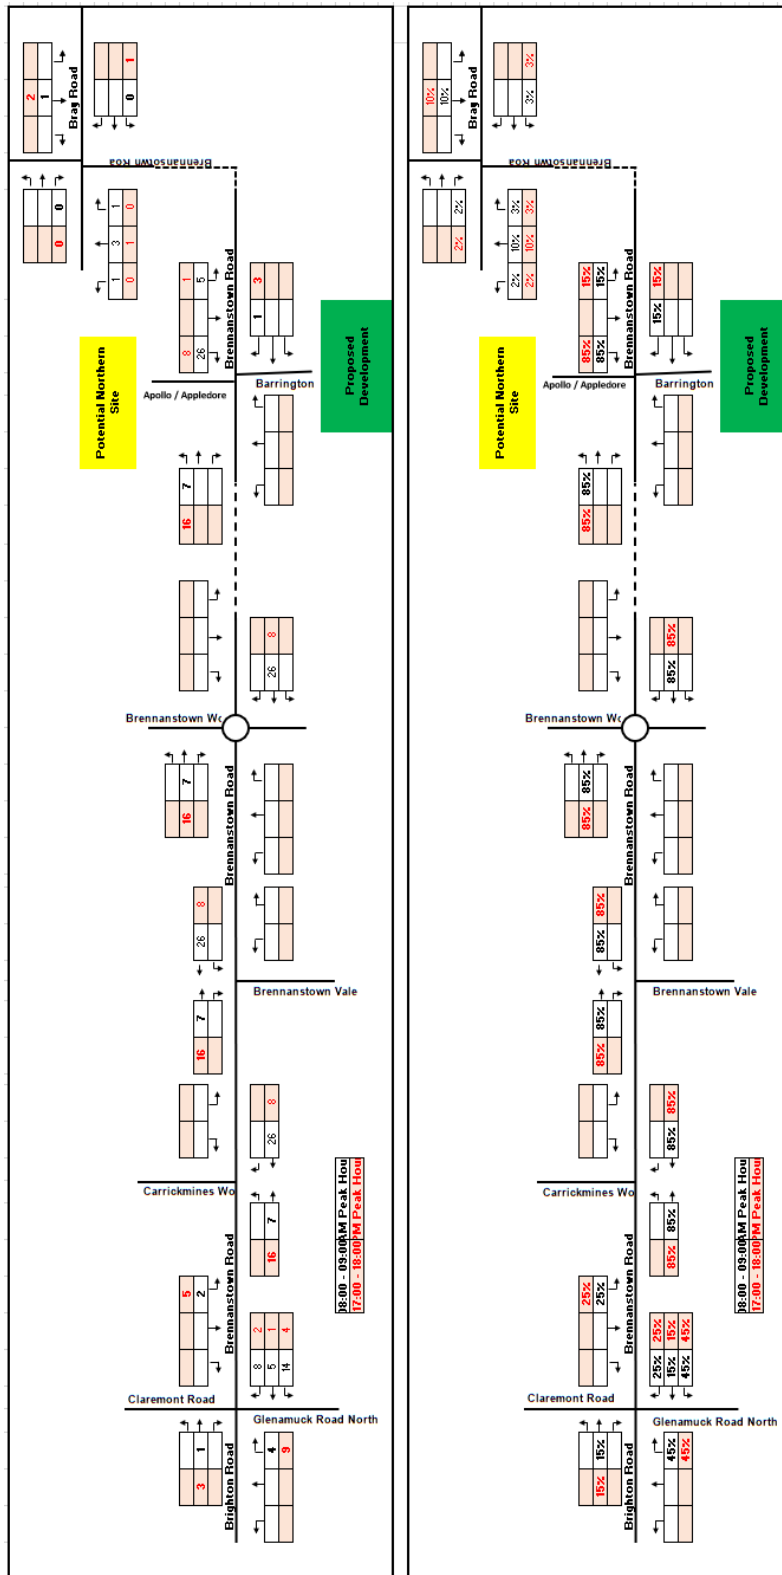 2
1
Bray Road
1
0
Brennansotwn Roa
0
0
1
3
1
0
1
0
1
5
8
26
Brennanstown Road
3
1
Potential Northern
Site
Proposed
Development
Apollo / Appledore
Barrington
7
16
8
26
Brennanstown Wc
7
16
Brennanstown Road
8
26
Brennanstown Vale
7
16
8
26
Carrickmines Wo
7
16
08:00 - 09:00 AM Peak Hou
17:00 - 18:00 PM Peak Hou
5
2
Brennanstown Road
2
1
4
8
5
14
Claremont Road
Glenamuck Road North
1
3
Brighton Road
4
9
10%
10%
Bray Road
3%
3%
Brennansotwn Roa
2%
2%
3%
10%
2%
3%
10%
2%
15%
15%
85%
85%
Brennanstown Road
15%
15%
Potential Northern
Site
Proposed
Development
Apollo / Appledore
Barrington
85%
85%
85%
85%
Brennanstown Wc
85%
85%
Brennanstown Road
85%
85%
Brennanstown Vale
85%
85%
85%
85%
Carrickmines Wo
85%
85%
08:00 - 09:00 AM Peak Hou
17:00 - 18:00 PM Peak Hou
25%
25%
Brennanstown Road
25%
15%
45%
25%
15%
45%
Claremont Road
Glenamuck Road North
15%
15%
Brighton Road
45%
45%